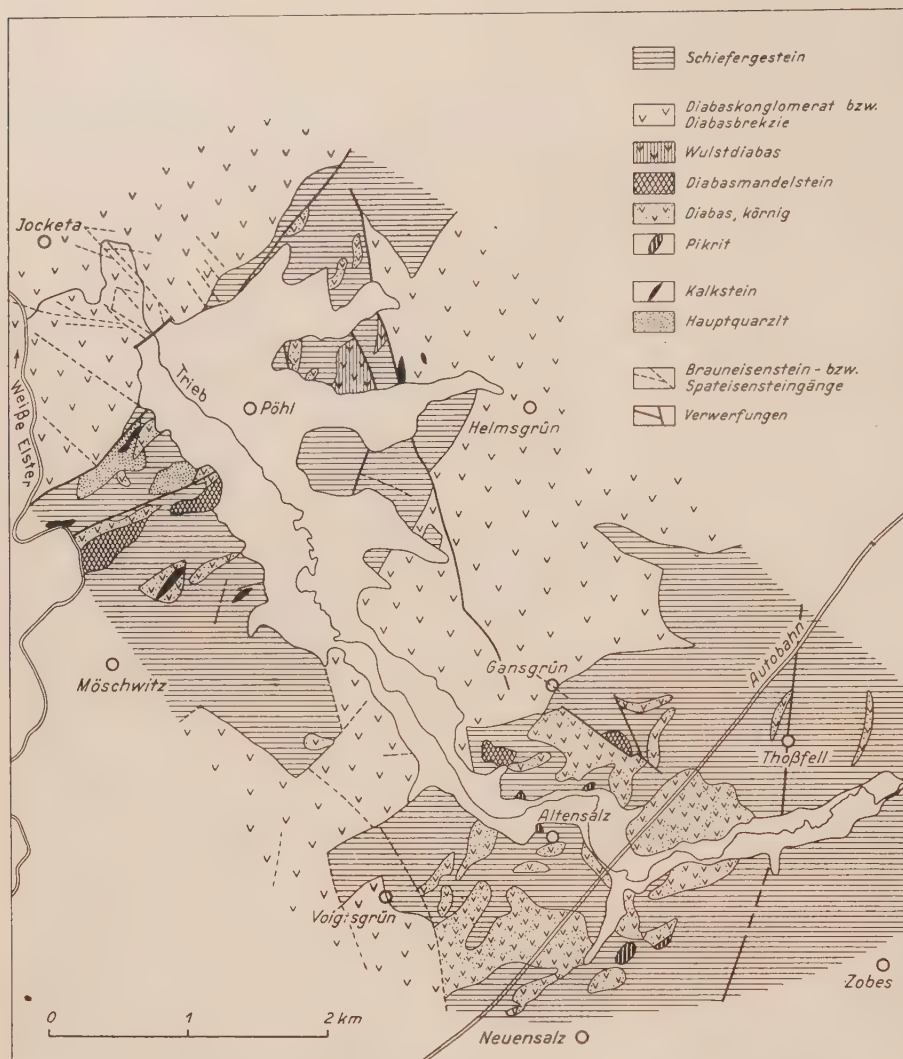 Schiefergestein
Diabaskonglomerat bzw.
Diabasbrekzie
Wulstdiabas
Diabasmandelstein
Diabas, körnig
Pikrit
Kalkstein
Hauptquarzit
Brauneisenstein- bzw.
Spateisensteingänge
Verwerfungen
Jocketa
Weiße Elster
Trieb
Pöhl
Helmsgrün
Möschwitz
Gansgrün
Autobahn
Thoßfell
Altensalz
Voigtsgrün
Zobes
Neuensalz
0 1 2 km